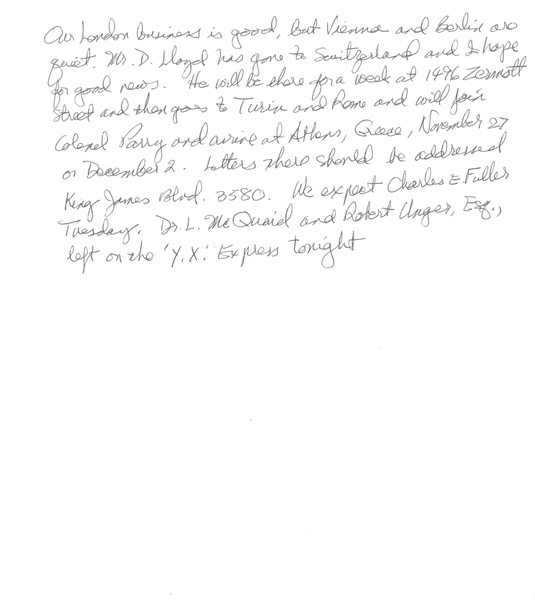 Our London business is good, but Vienna and Berlin are
quiet. Mr. D. Lloyd has gone to Switzerland and I hope
for good news. He will be there for a week at 1496 Zermott
Street and then goes to Turin and Rome and will join
Colonel Parry and arrive at Athens, Greece, November 27
or December 2. Letters there should be addressed
King James Blvd. 3580. We expect Charles E. Fuller
Tuesday. Dr. L. McQuaid and Robert Unger, Esq.,
left on the 'Y.X.' Express tonight